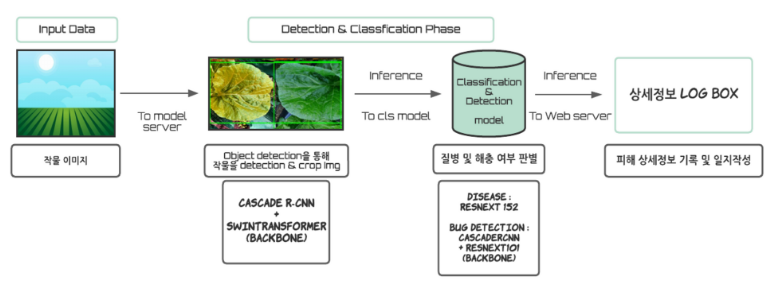 Input Data
Detection & Classfication Phase
To model
server
작물 이미지
Object detection을 통해
작물을 detection & crop img
CASCADE R-CNN
+
SWINTRANSFORMER
(BACKBONE)
Inference
To cls model
Classification
&
Detection
model
질병 및 해충 여부 판별
DISEASE :
RESNEXT 152
BUG DETECTION :
CASCADERCNN
+ RESNEXT101
(BACKBONE)
Inference
To Web server
상세정보 LOG BOX
피해 상세정보 기록 및 일지작성